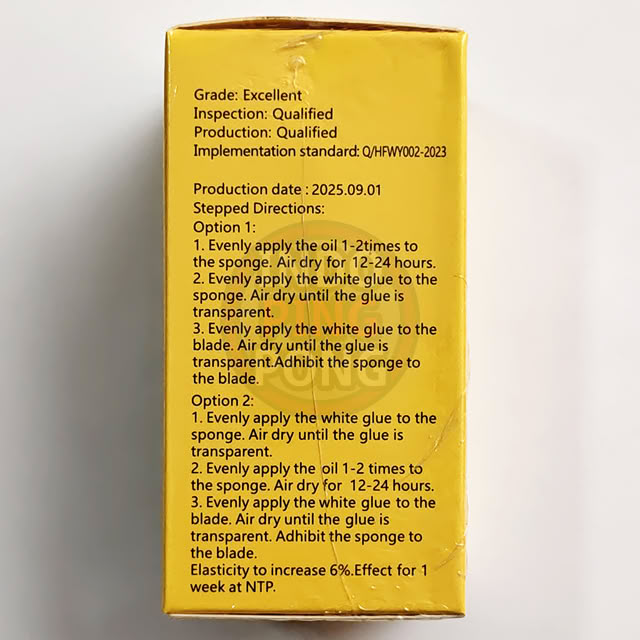 Grade: Excellent
Inspection: Qualified
Production: Qualified
Implementation standard: Q/HFWY002-2023
Production date : 2025.09.01
Stepped Directions:
Option 1:
1. Evenly apply the oil 1-2times to
the sponge. Air dry for 12-24 hours.
2. Evenly apply the white glue to the
sponge. Air dry until the glue is
transparent.
3. Evenly apply the white glue to the
blade. Air dry until the glue is
transparent.Adhibit the sponge to
the blade.
Option 2:
1. Evenly apply the white glue to the
sponge. Air dry until the glue is
transparent.
2. Evenly apply the oil 1-2 times to
the sponge. Air dry for 12-24 hours.
3. Evenly apply the white glue to the
blade. Air dry until the glue is
transparent. Adhibit the sponge to
the blade.
Elasticity to increase 6%.Effect for 1
week at NTP.
PING
PONG